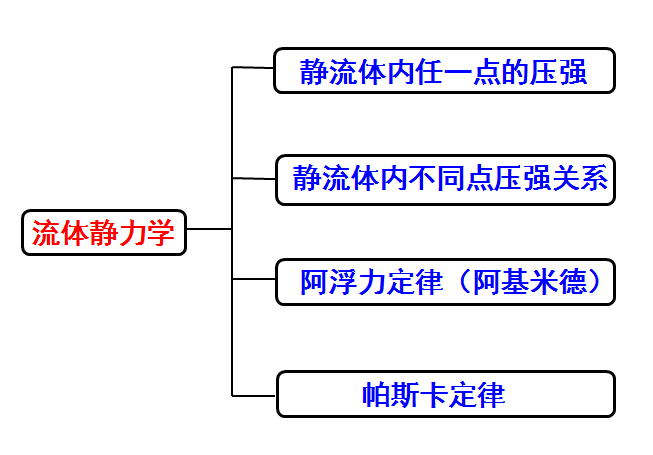 静流体内任一点的压强
静流体内不同点压强关系
流体静力学
阿浮力定律（阿基米德）
帕斯卡定律